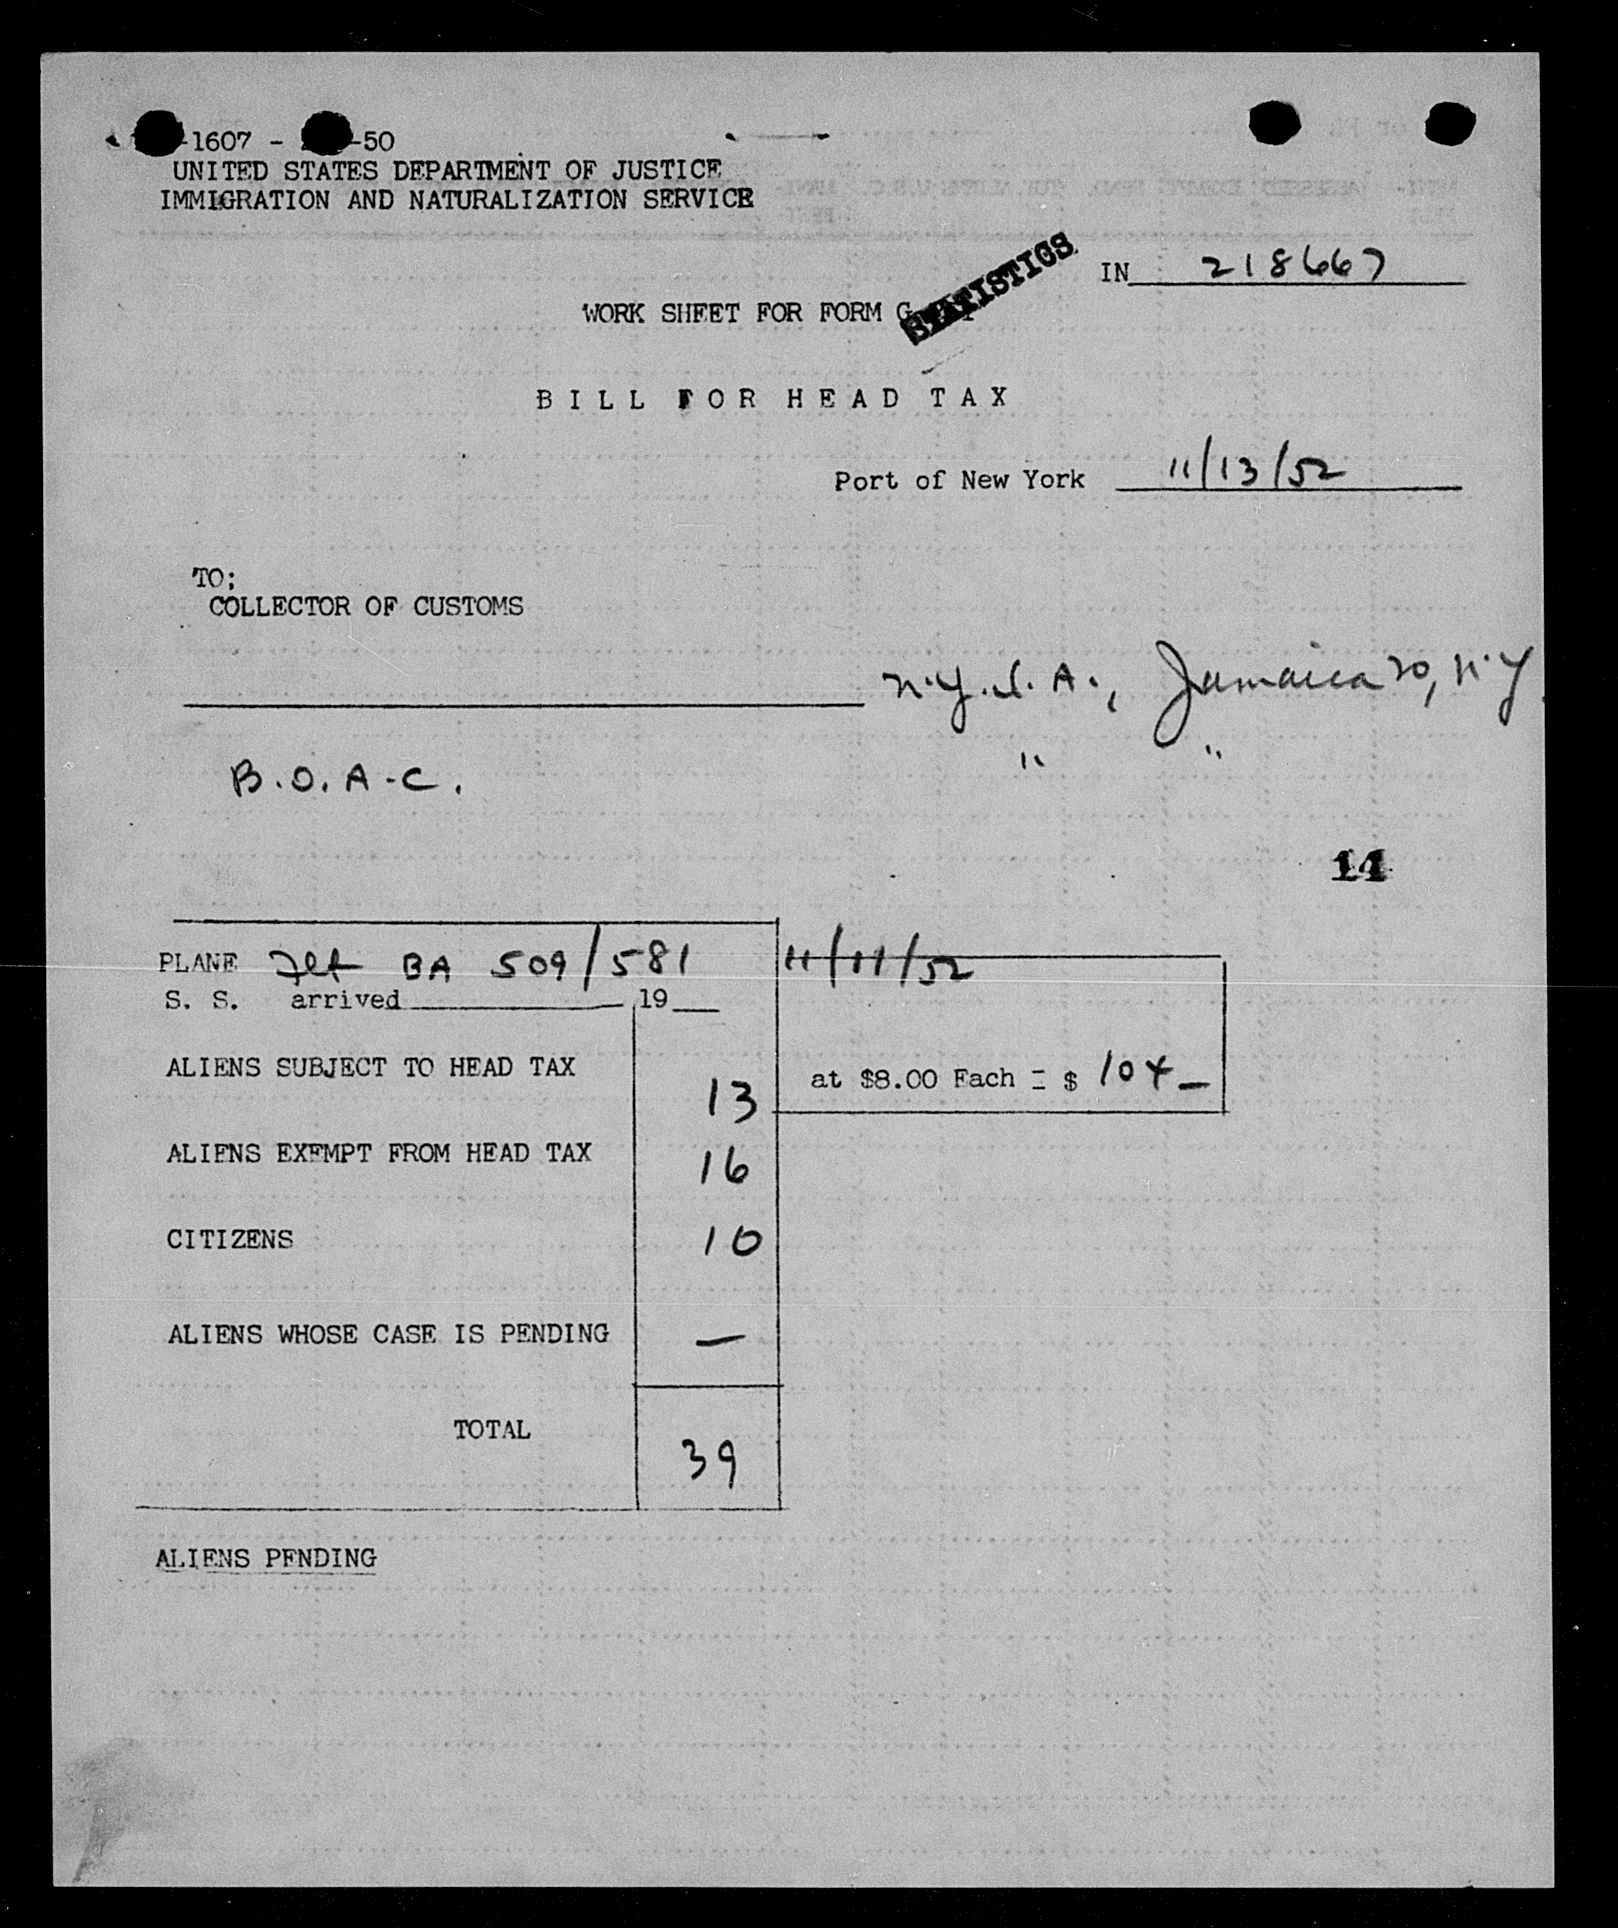 -1607 - -50
UNITED STATES DEPARTMENT OF JUSTICE
IMMIGRATION AND NATURALIZATION SERVICE
STATISTICS
IN 218667
WORK SHEET FOR FORM G
BILL FOR HEAD TAX
Port of New York 11/13/52
TO;
COLLECTOR OF CUSTOMS
N.Y.I.A., Jamaica 20, N.Y.
" "
B.O.A.C.
14
PLANE Flt BA 509/581 11/11/52
S. S. arrived 19
ALIENS SUBJECT TO HEAD TAX 13 at $8.00 Each = $ 104 —
ALIENS EXEMPT FROM HEAD TAX 16
CITIZENS 10
ALIENS WHOSE CASE IS PENDING —
TOTAL 39
ALIENS PENDING